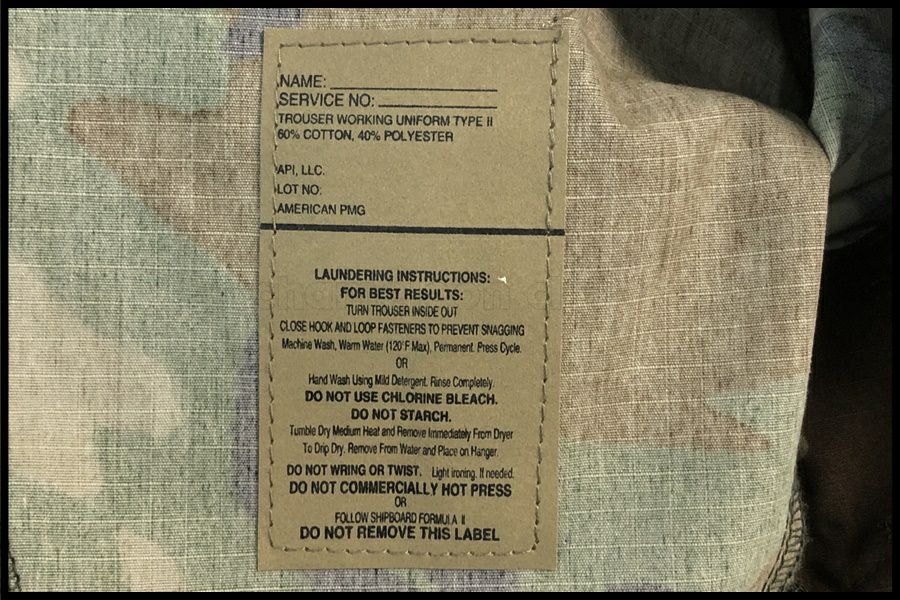 NAME:
SERVICE NO:
TROUSER WORKING UNIFORM TYPE II
60% COTTON, 40% POLYESTER
API, LLC.
LOT NO:
AMERICAN PMG
LAUNDERING INSTRUCTIONS:
FOR BEST RESULTS:
TURN TROUSER INSIDE OUT
CLOSE HOOK AND LOOP FASTENERS TO PREVENT SNAGGING
Machine Wash, Warm Water (120°F Max), Permanent. Press Cycle.
OR
Hand Wash Using Mild Detergent. Rinse Completely.
DO NOT USE CHLORINE BLEACH.
DO NOT STARCH.
Tumble Dry Medium Heat and Remove Immediately From Dryer
To Drip Dry. Remove From Water and Place on Hanger.
DO NOT WRING OR TWIST. Light ironing. If needed.
DO NOT COMMERCIALLY HOT PRESS
OR
FOLLOW SHIPBOARD FORMULA II
DO NOT REMOVE THIS LABEL